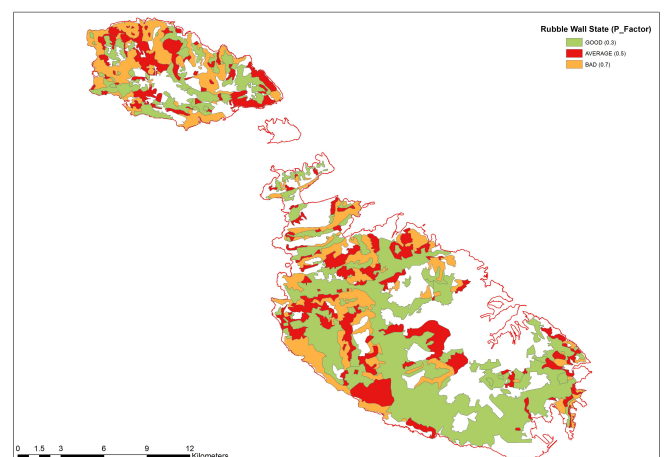 Rubble Wall State (P_Factor)
GOOD (0.3)
AVERAGE (0.5)
BAD (0.7)
0 1.5 3 6 9 12
Kilometers